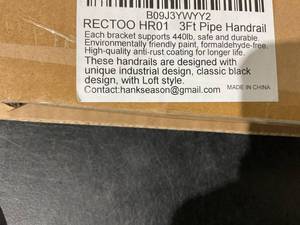 B09J3YWYY2
RECTOO HR01 3Ft Pipe Handrail
Each bracket supports 440lb, safe and durable.
Environmentally friendly paint, formaldehyde-free.
High-quality anti-rust coating for longer life.
These handrails are designed with
unique industrial design, classic black
design, with Loft style.
Contact:hankseason@gmail.com MADE IN CHINA